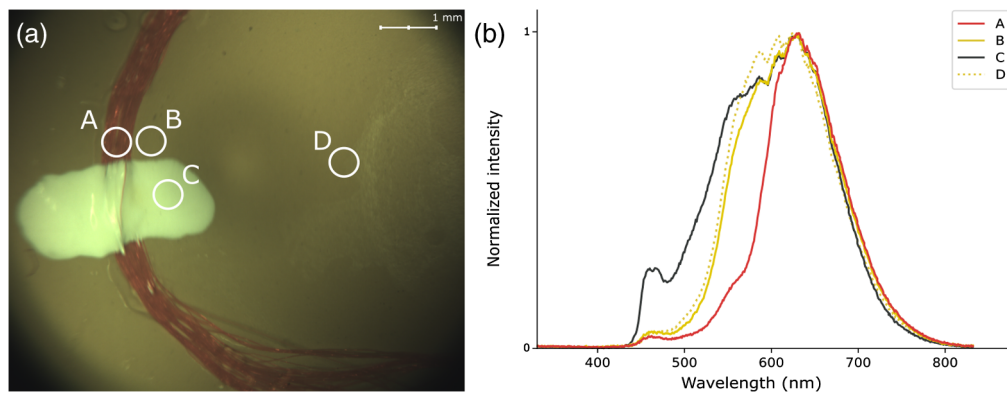 (a)
1 mm
A
B
C
D
(b)
Normalized intensity
1
0
400
500
600
700
800
Wavelength (nm)
A
B
C
D